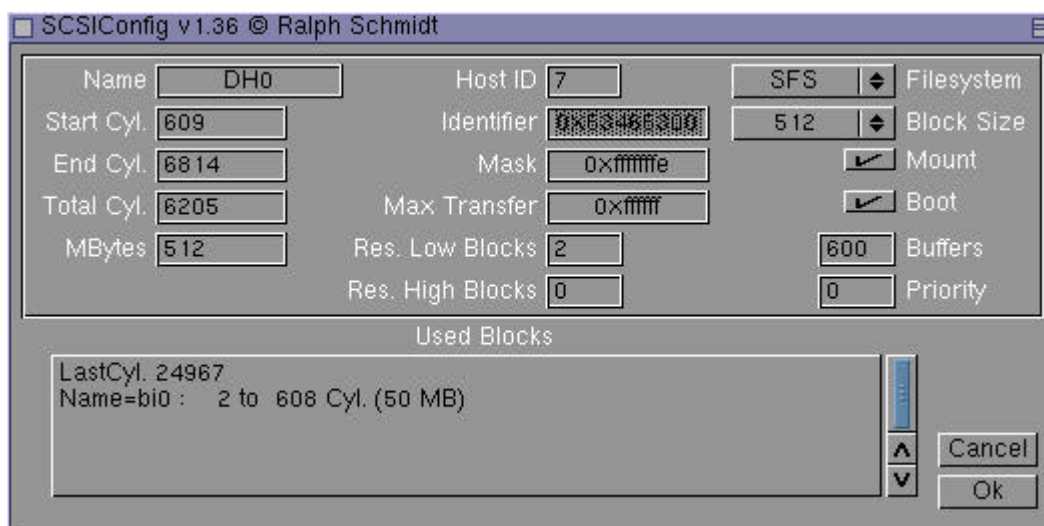 SCSIConfig v1.36 © Ralph Schmidt
Name DH0 Host ID 7 SFS Filesystem
Start Cyl. 609 Identifier 512 Block Size
End Cyl. 6814 Mask 0xfffffffe Mount
Total Cyl. 6205 Max Transfer 0xffffff Boot
MBytes 512 Res. Low Blocks 2 600 Buffers
Res. High Blocks 0 0 Priority
Used Blocks
LastCyl. 24967
Name=bi0 : 2 to 608 Cyl. (50 MB)
Cancel
Ok